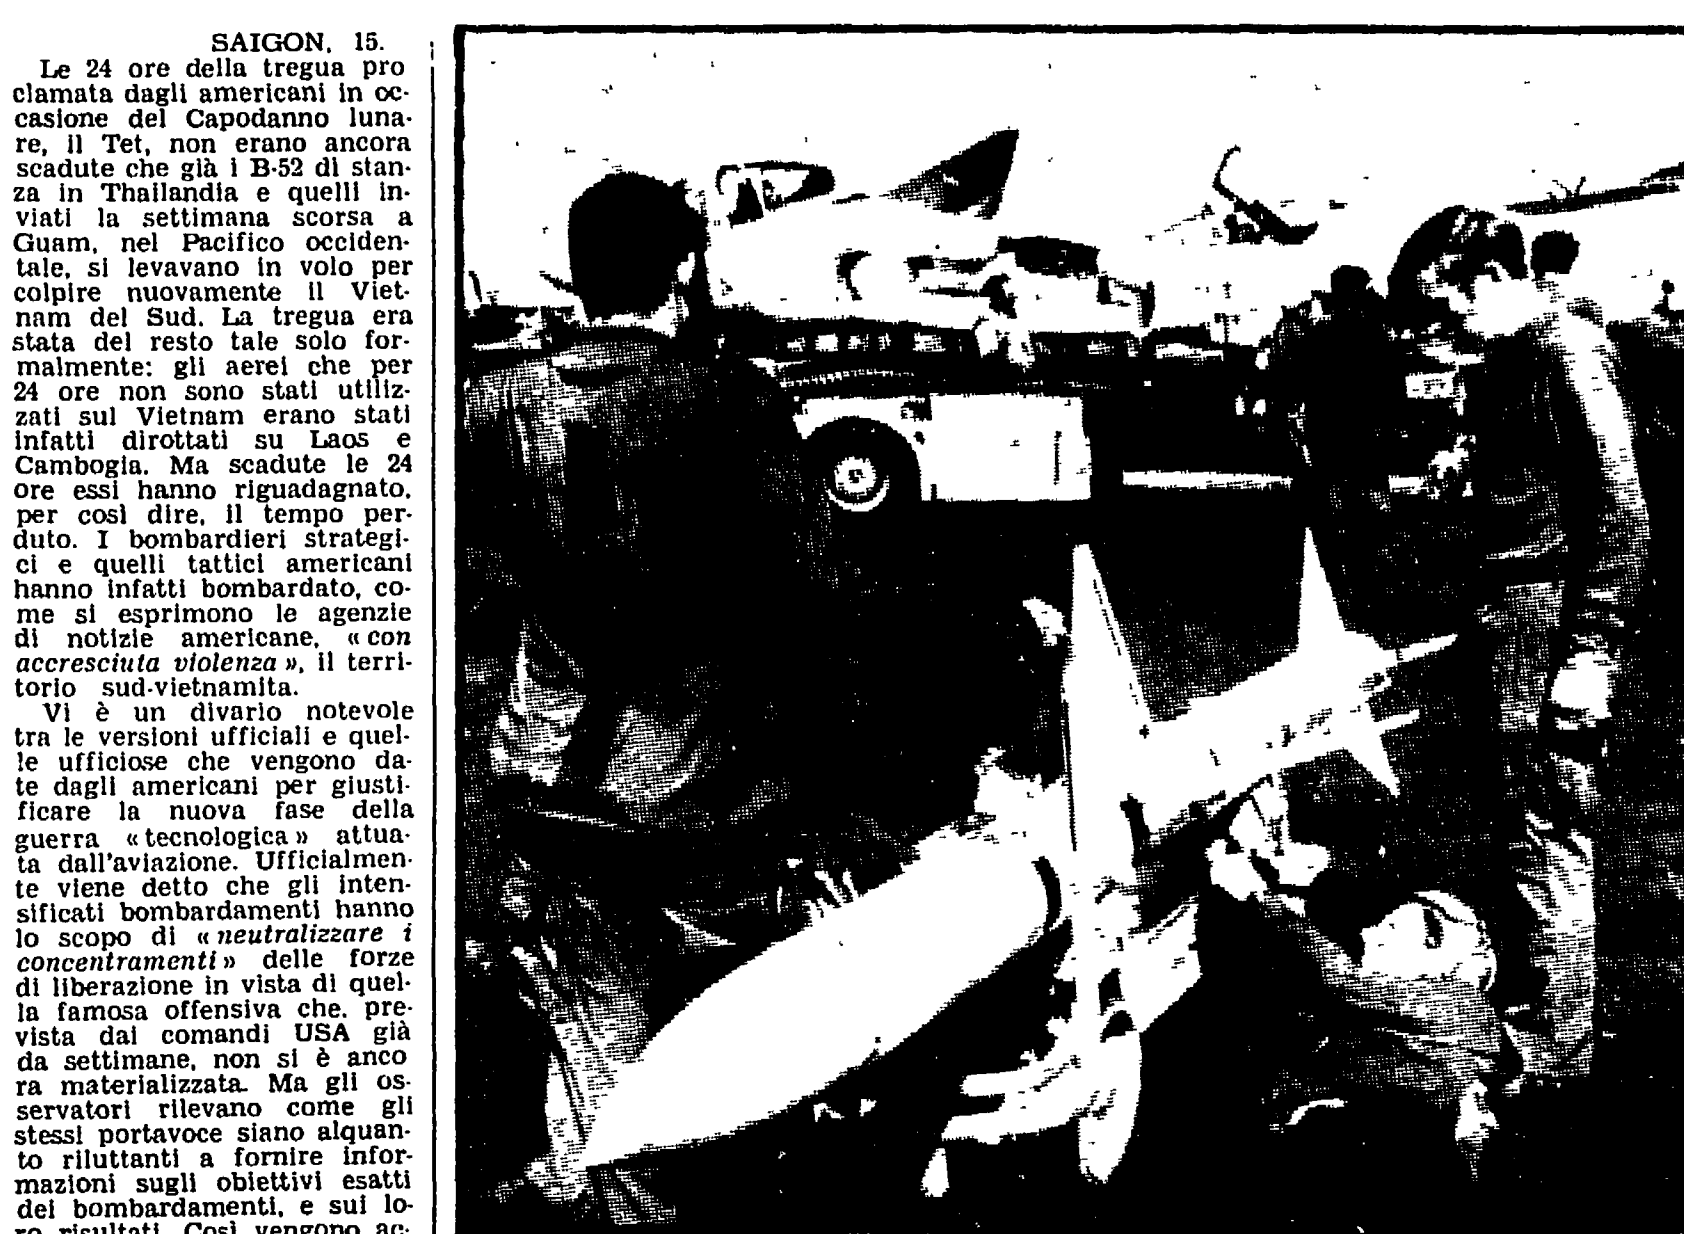 SAIGON, 15.
Le 24 ore della tregua pro
clamata dagli americani in oc-
casione del Capodanno luna-
re, il Tet, non erano ancora
scadute che già i B-52 di stan-
za in Thailandia e quelli in-
viati la settimana scorsa a
Guam, nel Pacifico occiden-
tale, si levavano in volo per
colpire nuovamente il Viet-
nam del Sud. La tregua era
stata del resto tale solo for-
malmente: gli aerei che per
24 ore non sono stati utiliz-
zati sul Vietnam erano stati
infatti dirottati su Laos e
Cambogia. Ma scadute le 24
ore essi hanno riguadagnato,
per così dire, il tempo per-
duto. I bombardieri strategi-
ci e quelli tattici americani
hanno infatti bombardato, co-
me si esprimono le agenzie
di notizie americane, « con
accresciuta violenza », il terri-
torio sud-vietnamita.
Vi è un divario notevole
tra le versioni ufficiali e quel-
le ufficiose che vengono da-
te dagli americani per giusti-
ficare la nuova fase della
guerra « tecnologica » attua-
ta dall'aviazione. Ufficialmen-
te viene detto che gli inten-
sificati bombardamenti hanno
lo scopo di « neutralizzare i
concentramenti » delle forze
di liberazione in vista di quel-
la famosa offensiva che, pre-
vista dai comandi USA già
da settimane, non si è anco
ra materializzata. Ma gli os-
servatori rilevano come gli
stessi portavoce siano alquan-
to riluttanti a fornire infor-
mazioni sugli obiettivi esatti
dei bombardamenti, e sui lo-
ro risultati. Così vengono ac-